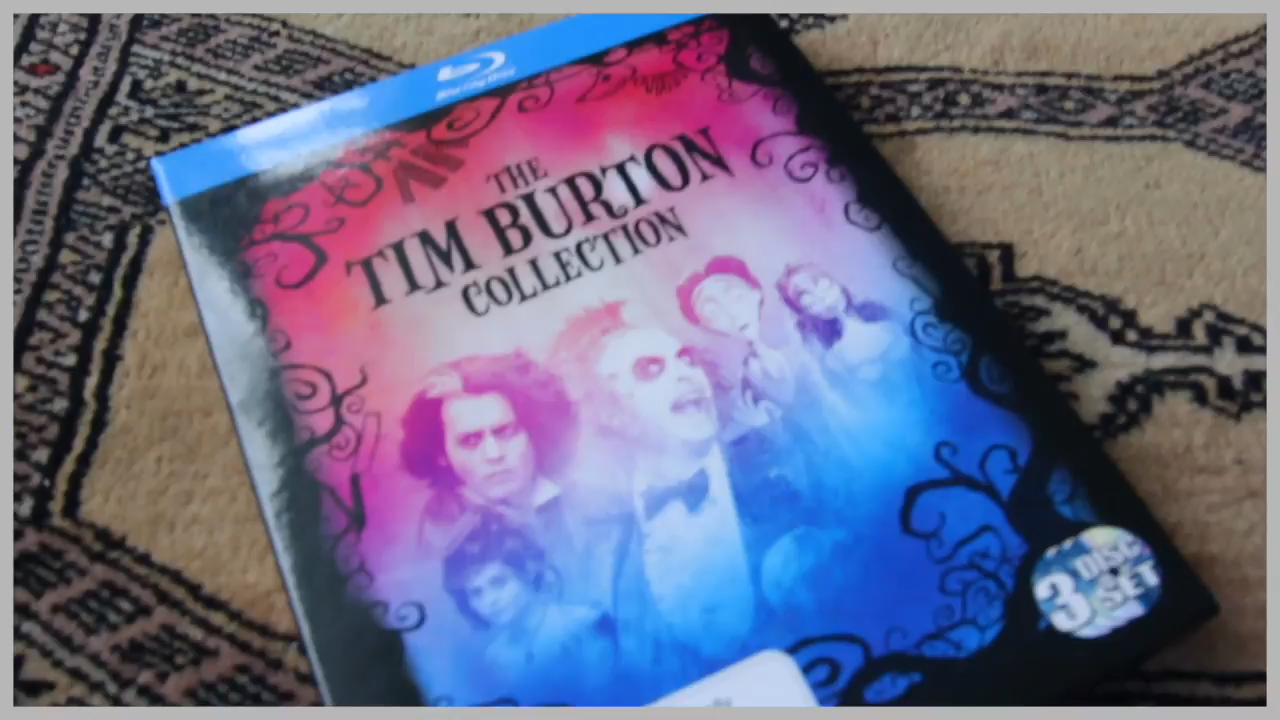 Blu-ray Disc
THE
TIM BURTON
COLLECTION
3 DISC
SET